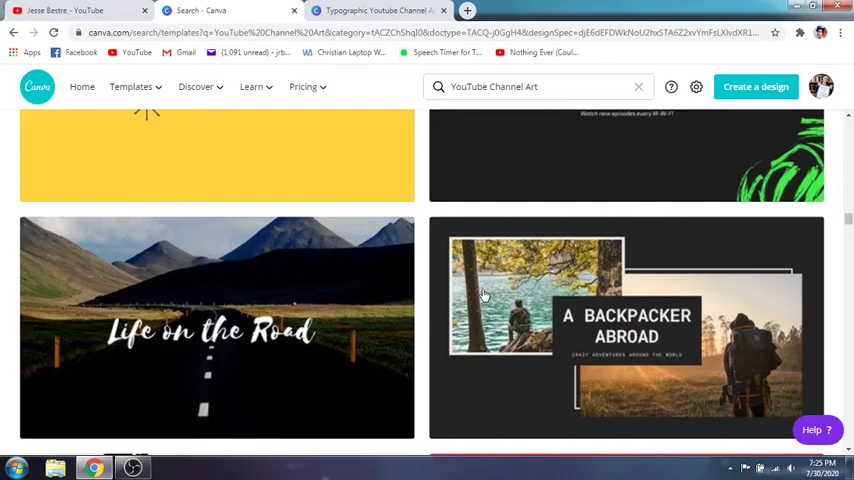 Jesse Bestre - YouTube
Search - Canva
Typographic Youtube Channel A
canva.com/search/templates?q=YouTube%20Channel%20Art&category=tACZChShqI0&doctype=TACQ-j0GgH4&designSpec=djE6dEFDWkNoU2hxSTA6Z2xvYmFsLXlvdXR1...
Apps
Facebook
YouTube
Gmail
(1,091 unread) - jrb...
Christian Laptop W...
Speech Timer for T...
Nothing Ever (Coul...
Canva
Home
Templates
Discover
Learn
Pricing
YouTube Channel Art
Create a design
Watch new episodes every M-W-F!
Life on the Road
A BACKPACKER
ABROAD
CRAZY ADVENTURES AROUND THE WORLD
Help ?
7:25 PM
7/30/2020